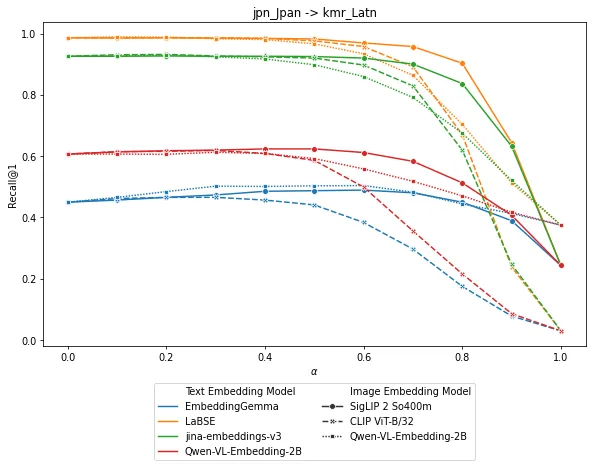 jpn_Jpan -> kmr_Latn
Recall@1
1.0
0.8
0.6
0.4
0.2
0.0
0.0 0.2 0.4 0.6 0.8 1.0
α
Text Embedding Model
EmbeddingGemma
LaBSE
jina-embeddings-v3
Qwen-VL-Embedding-2B
Image Embedding Model
SigLIP 2 So400m
CLIP ViT-B/32
Qwen-VL-Embedding-2B